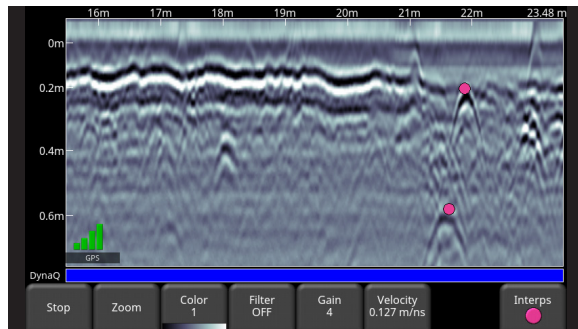 16m 17m 18m 19m 20m 21m 22m 23.48 m
0m
0.2m
0.4m
0.6m
GPS
DynaQ
Stop
Zoom
Color
1
Filter
OFF
Gain
4
Velocity
0.127 m/ns
Interps